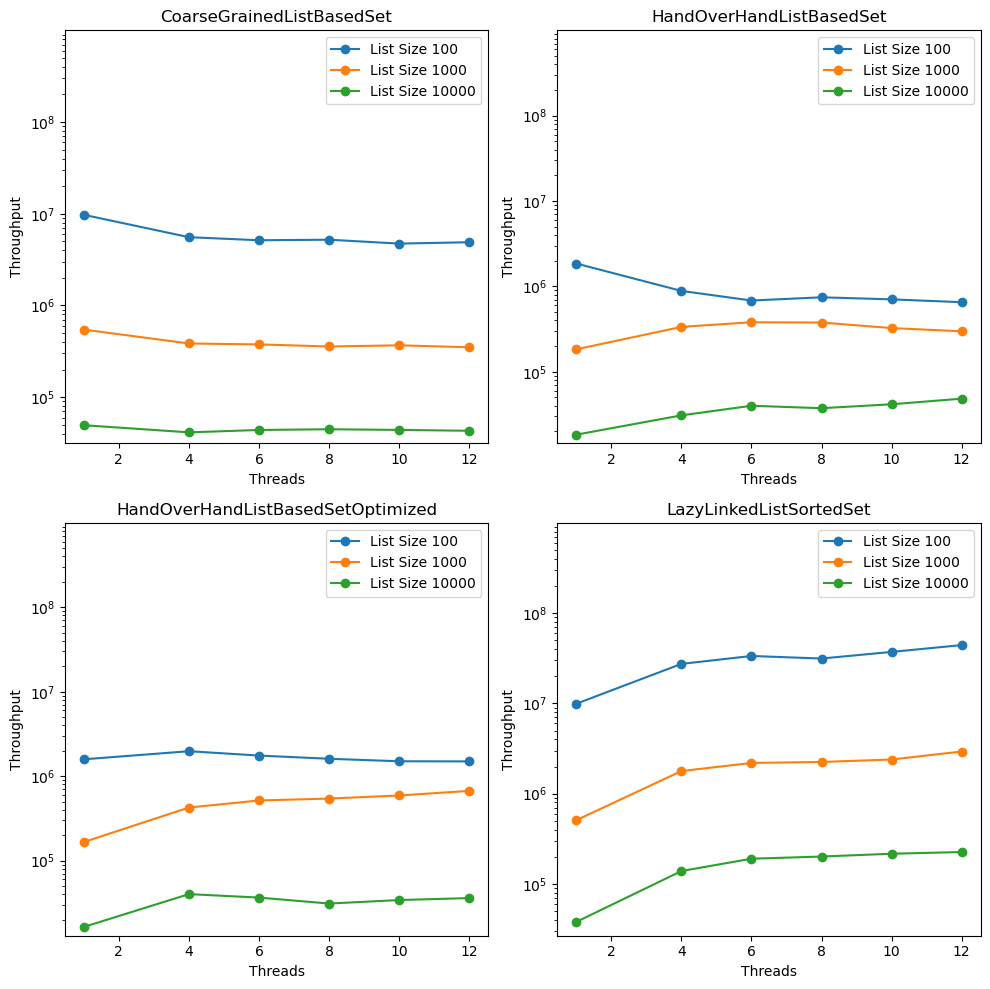 CoarseGrainedListBasedSet
List Size 100
List Size 1000
List Size 10000
10^8
10^7
10^6
10^5
Throughput
2 4 6 8 10 12
Threads
HandOverHandListBasedSet
List Size 100
List Size 1000
List Size 10000
10^8
10^7
10^6
10^5
Throughput
2 4 6 8 10 12
Threads
HandOverHandListBasedSetOptimized
List Size 100
List Size 1000
List Size 10000
10^8
10^7
10^6
10^5
Throughput
2 4 6 8 10 12
Threads
LazyLinkedListSortedSet
List Size 100
List Size 1000
List Size 10000
10^8
10^7
10^6
10^5
Throughput
2 4 6 8 10 12
Threads